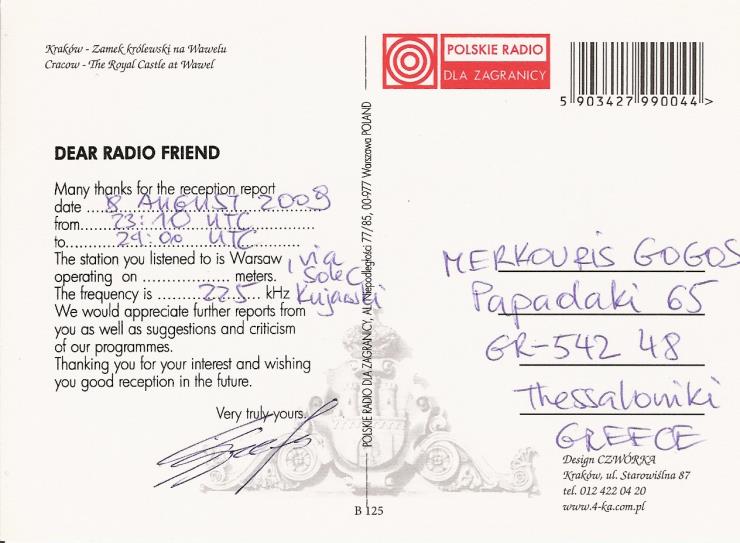 Kraków - Zamek królewski na Wawelu
Cracow - The Royal Castle at Wawel
POLSKIE RADIO
DLA ZAGRANICY
5 903427 990044 >
DEAR RADIO FRIEND
Many thanks for the reception report
date ...8 AUGUST 2009
from...23:10 UTC...
to...24:00 UTC...
The station you listened to is Warsaw , via
operating on .................. meters. Solec
The frequency is .........225.... kHz Kujawski
We would appreciate further reports from
you as well as suggestions and criticism
of our programmes.
Thanking you for your interest and wishing
you good reception in the future.
Very truly yours.
POLSKIE RADIO DLA ZAGRANICY, Al. Niepodległości 77/85, 00-977 Warszawa POLAND
B 125
MERKOURIS GOGOS
Papadaki 65
GR-542 48
Thessaloniki
GREECE
Design CZWÓRKA
Kraków, ul. Starowiślna 87
tel. 012 422 04 20
www.4-ka.com.pl